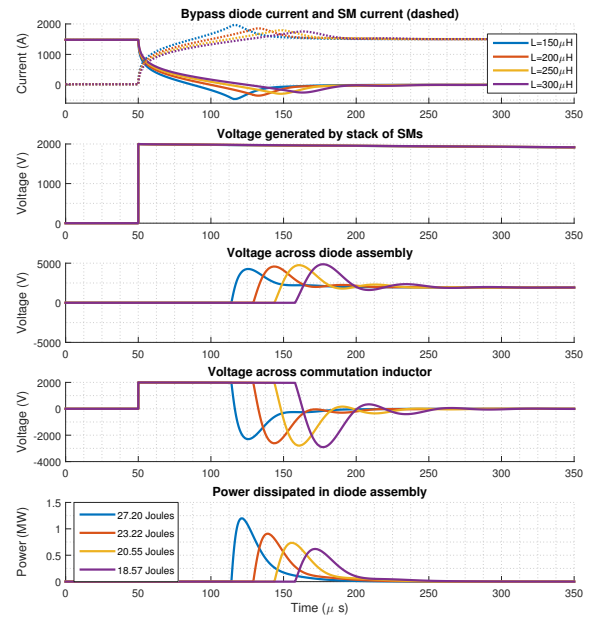 Bypass diode current and SM current (dashed)
Current (A)
2000
1000
0
0 50 100 150 200 250 300 350
L=150μH
L=200μH
L=250μH
L=300μH
Voltage generated by stack of SMs
Voltage (V)
2000
1000
0
0 50 100 150 200 250 300 350
Voltage across diode assembly
Voltage (V)
5000
0
-5000
0 50 100 150 200 250 300 350
Voltage across commutation inductor
Voltage (V)
2000
0
-2000
-4000
0 50 100 150 200 250 300 350
Power dissipated in diode assembly
Power (MW)
1.5
1
0.5
0
27.20 Joules
23.22 Joules
20.55 Joules
18.57 Joules
0 50 100 150 200 250 300 350
Time (μ s)